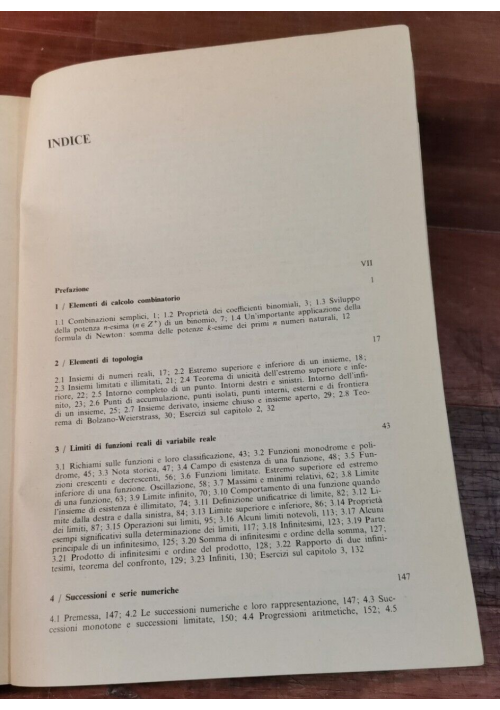 INDICE
Prefazione VII
1 / Elementi di calcolo combinatorio 1
1.1 Combinazioni semplici, 1; 1.2 Proprietà dei coefficienti binomiali, 3; 1.3 Sviluppo
della potenza n-esima (n ∈ Z⁺) di un binomio, 7; 1.4 Un'importante applicazione della
formula di Newton: somma delle potenze k-esime dei primi n numeri naturali, 12
2 / Elementi di topologia 17
2.1 Insiemi di numeri reali, 17; 2.2 Estremo superiore e inferiore di un insieme, 18;
2.3 Insiemi limitati e illimitati, 21; 2.4 Teorema di unicità dell'estremo superiore e infe-
riore, 22; 2.5 Intorno completo di un punto. Intorni destri e sinistri. Intorno dell'infi-
nito, 23; 2.6 Punti di accumulazione, punti isolati, punti interni, esterni e di frontiera
di un insieme, 25; 2.7 Insieme derivato, insieme chiuso e insieme aperto, 29; 2.8 Teo-
rema di Bolzano-Weierstrass, 30; Esercizi sul capitolo 2, 32
3 / Limiti di funzioni reali di variabile reale 43
3.1 Richiami sulle funzioni e loro classificazione, 43; 3.2 Funzioni monodrome e poli-
drome, 45; 3.3 Nota storica, 47; 3.4 Campo di esistenza di una funzione, 48; 3.5 Fun-
zioni crescenti e decrescenti, 56; 3.6 Funzioni limitate. Estremo superiore ed estremo
inferiore di una funzione. Oscillazione, 58; 3.7 Massimi e minimi relativi, 62; 3.8 Limite
di una funzione, 63; 3.9 Limite infinito, 70; 3.10 Comportamento di una funzione quando
l'insieme di esistenza è illimitato, 74; 3.11 Definizione unificatrice di limite, 82; 3.12 Li-
mite dalla destra e dalla sinistra, 84; 3.13 Limite superiore e inferiore, 86; 3.14 Proprietà
dei limiti, 87; 3.15 Operazioni sui limiti, 95; 3.16 Alcuni limiti notevoli, 113; 3.17 Alcuni
esempi significativi sulla determinazione dei limiti, 117; 3.18 Infinitesimi, 123; 3.19 Parte
principale di un infinitesimo, 125; 3.20 Somma di infinitesimi e ordine della somma, 127;
3.21 Prodotto di infinitesimi e ordine del prodotto, 128; 3.22 Rapporto di due infini-
tesimi, teorema del confronto, 129; 3.23 Infiniti, 130; Esercizi sul capitolo 3, 132
4 / Successioni e serie numeriche 147
4.1 Premessa, 147; 4.2 Le successioni numeriche e loro rappresentazione, 147; 4.3 Suc-
cessioni monotone e successioni limitate, 150; 4.4 Progressioni aritmetiche, 152; 4.5